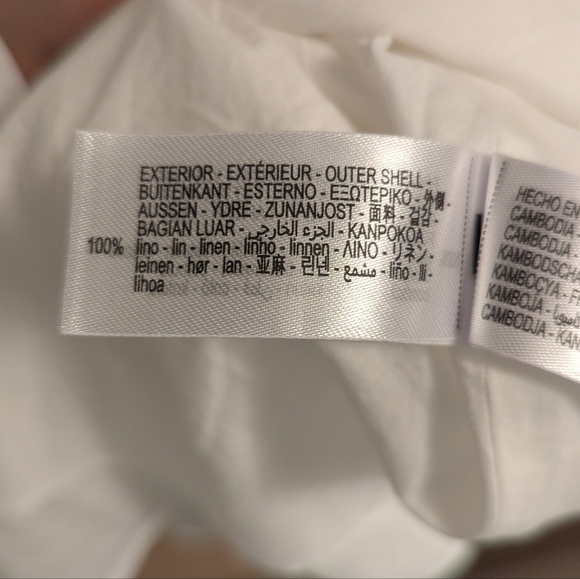 EXTERIOR - EXTÉRIEUR - OUTER SHELL -
BUITENKANT - ESTERNO - ΕΞΩΤΕΡΙΚΟ - 外側 -
AUSSEN - YDRE - ZUNANJOST - 面料 - 겉감 -
BAGIAN LUAR - الجزء الخارجي - KANPOKOA
100% lino - lin - linen - linho - linnen - ΛΙΝΟ - リネン -
leinen - hør - lan - 亚麻 - 린넨 - مشمع - liño - lli -
lihoa
HECHO EN
CAMBODIA -
CAMBODJA -
KAMBODSCHA
KAMBOÇYA - F
KAMBOJA -
CAMBODJA - KAN